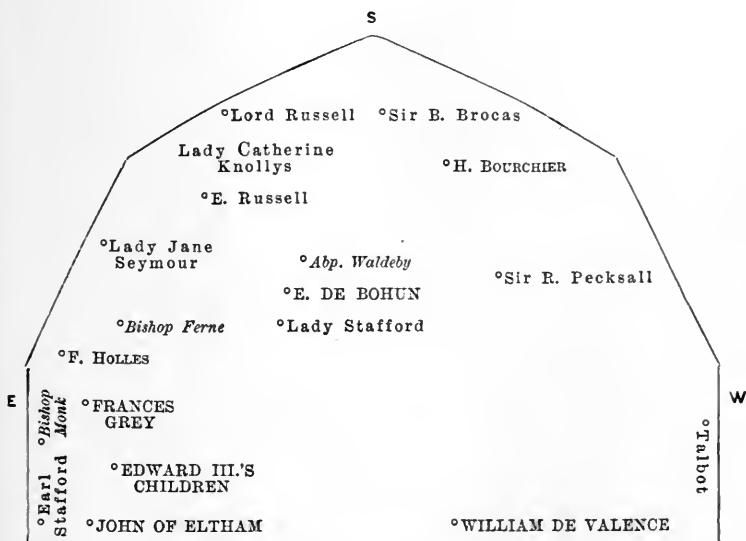 S
°Lord Russell °Sir B. Brocas
Lady Catherine
Knollys
°H. BOURCHIER
°E. Russell
°Lady Jane
Seymour
°Abp. Waldeby
°Sir R. Pecksall
°E. DE BOHUN
°Bishop Ferne °Lady Stafford
°F. HOLLES
E
W
°Bishop
Monk
°FRANCES
GREY
°Talbot
°EDWARD III.'S
CHILDREN
°Earl
Stafford
°JOHN OF ELTHAM °WILLIAM DE VALENCE